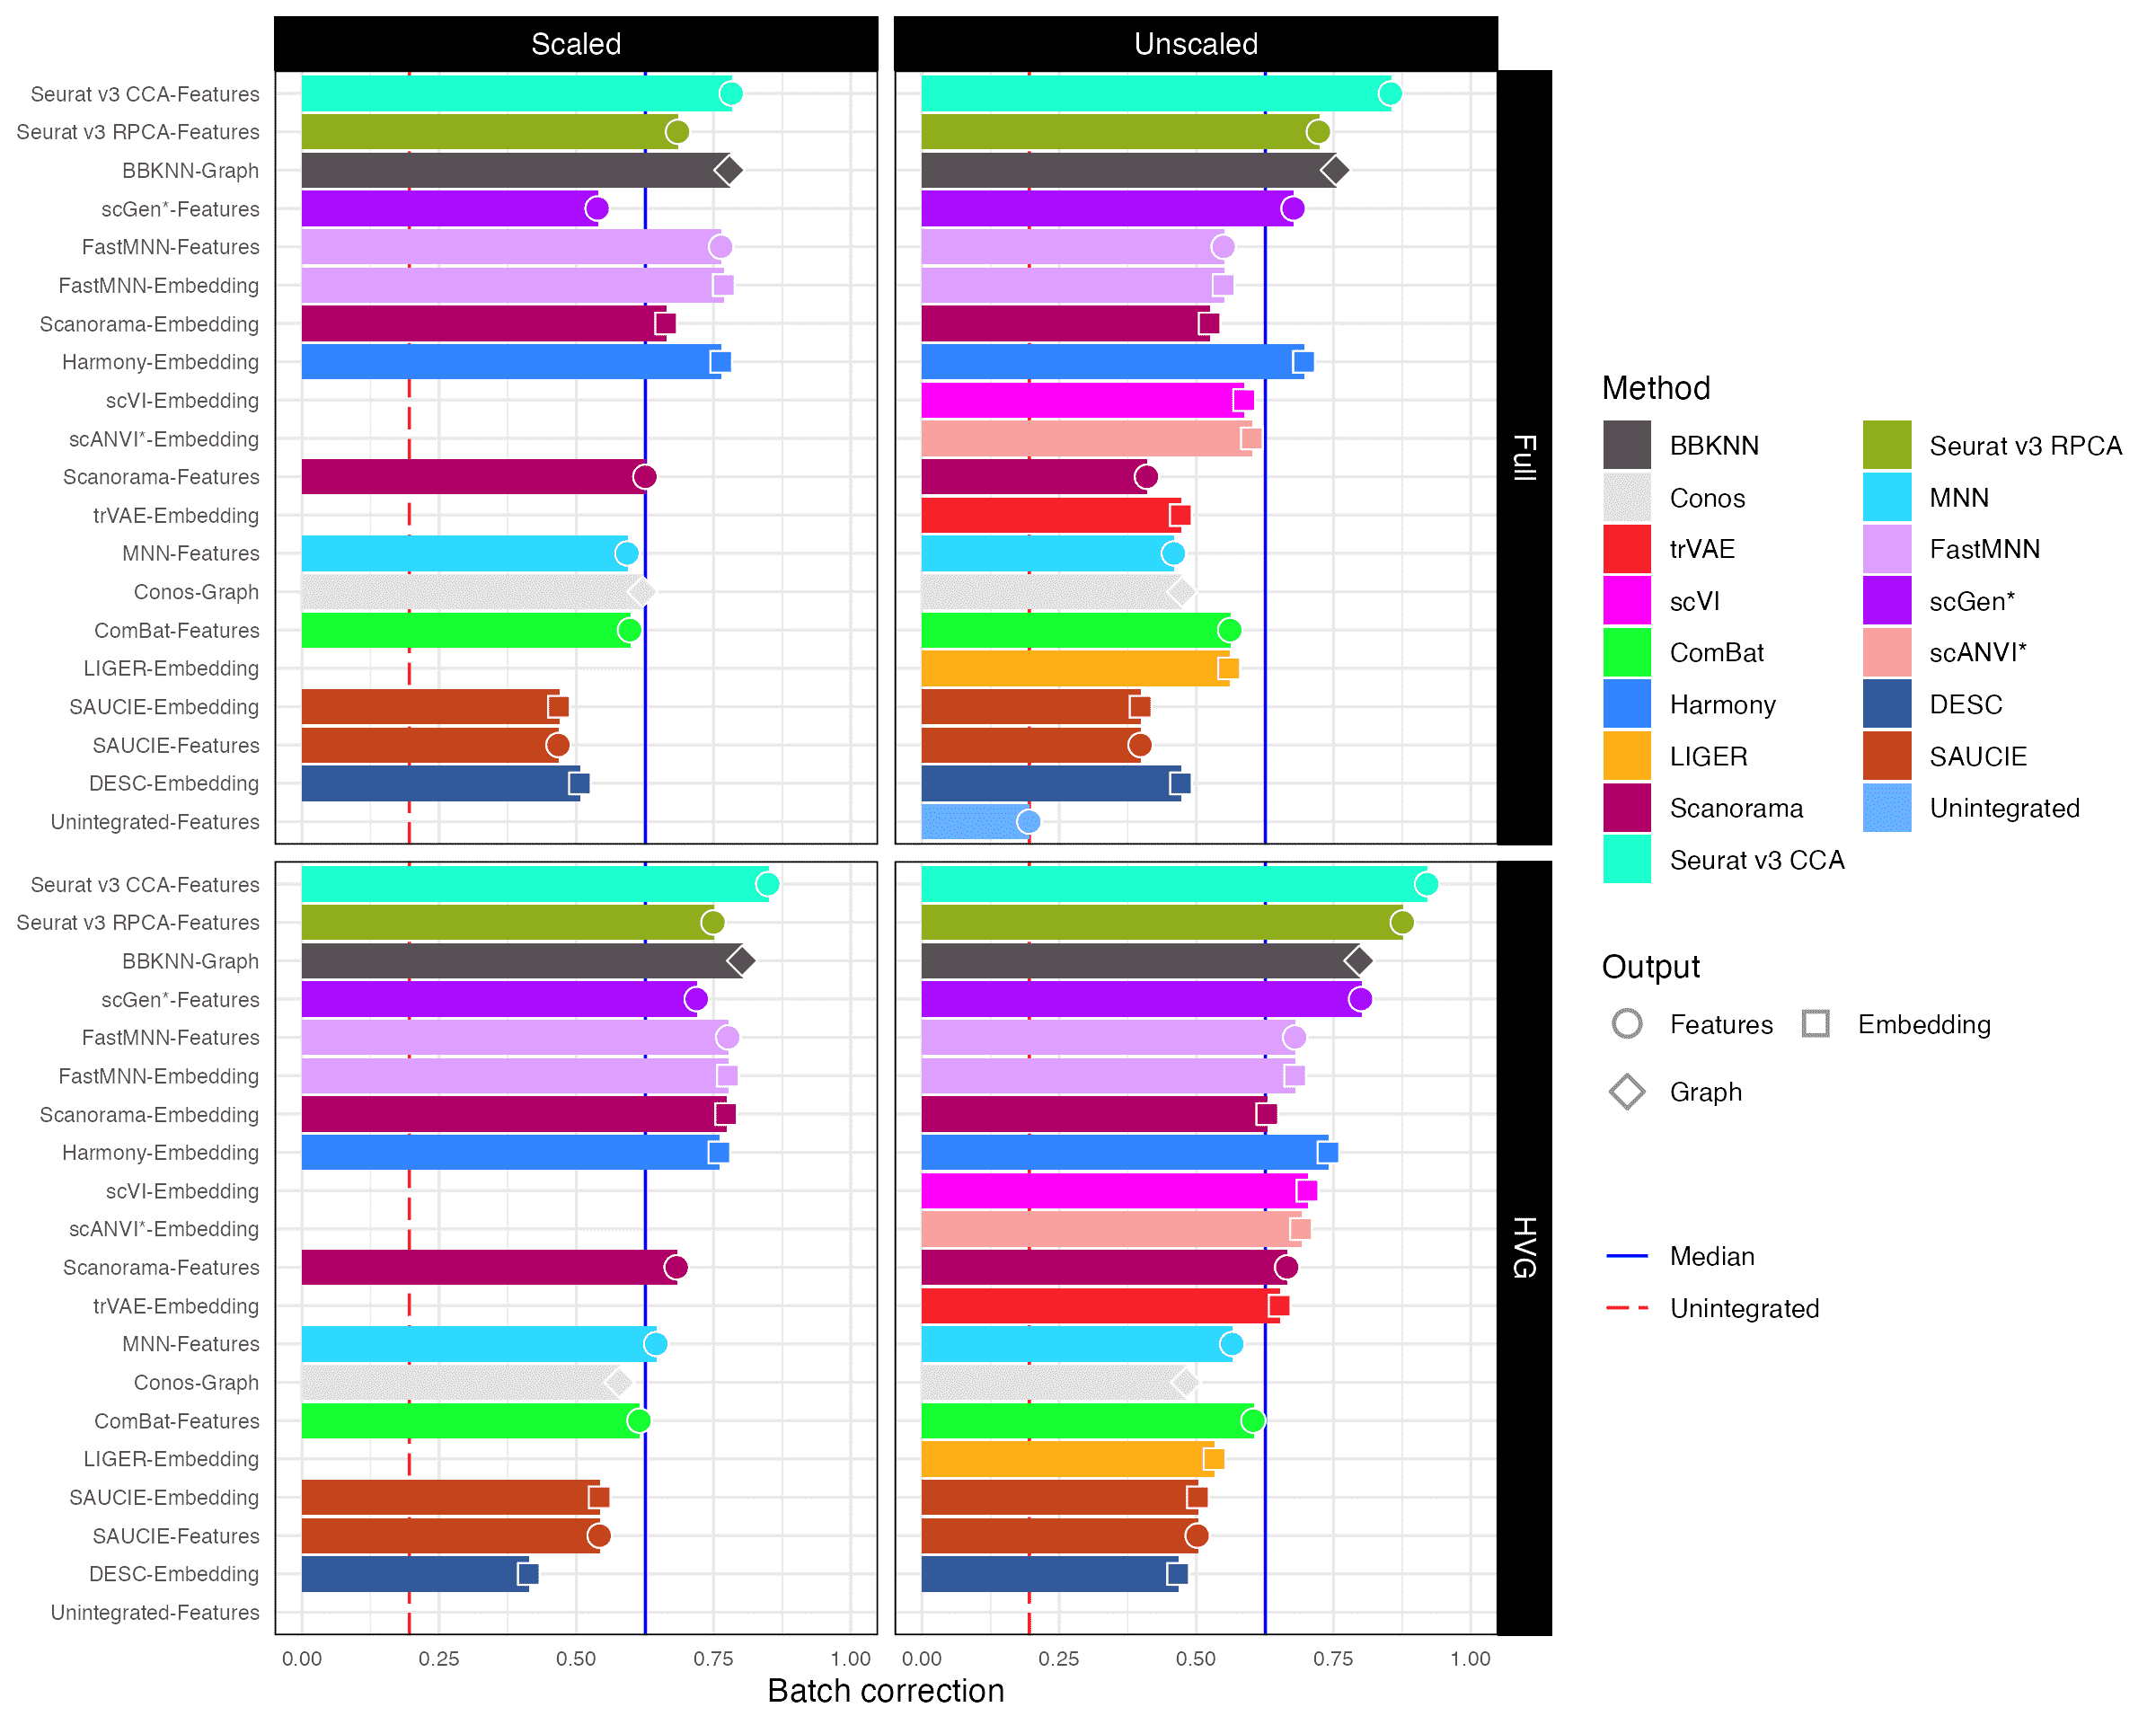 Scaled
Unscaled
Seurat v3 CCA-Features
Seurat v3 RPCA-Features
BBKNN-Graph
scGen*-Features
FastMNN-Features
FastMNN-Embedding
Scanorama-Embedding
Harmony-Embedding
scVI-Embedding
scANVI*-Embedding
Scanorama-Features
trVAE-Embedding
MNN-Features
Conos-Graph
ComBat-Features
LIGER-Embedding
SAUCIE-Embedding
SAUCIE-Features
DESC-Embedding
Unintegrated-Features
Full
Seurat v3 CCA-Features
Seurat v3 RPCA-Features
BBKNN-Graph
scGen*-Features
FastMNN-Features
FastMNN-Embedding
Scanorama-Embedding
Harmony-Embedding
scVI-Embedding
scANVI*-Embedding
Scanorama-Features
trVAE-Embedding
MNN-Features
Conos-Graph
ComBat-Features
LIGER-Embedding
SAUCIE-Embedding
SAUCIE-Features
DESC-Embedding
Unintegrated-Features
HVG
0.00 0.25 0.50 0.75 1.00
0.00 0.25 0.50 0.75 1.00
Batch correction
Method
BBKNN
Conos
trVAE
scVI
ComBat
Harmony
LIGER
Scanorama
Seurat v3 CCA
Seurat v3 RPCA
MNN
FastMNN
scGen*
scANVI*
DESC
SAUCIE
Unintegrated
Output
Features
Embedding
Graph
Median
Unintegrated